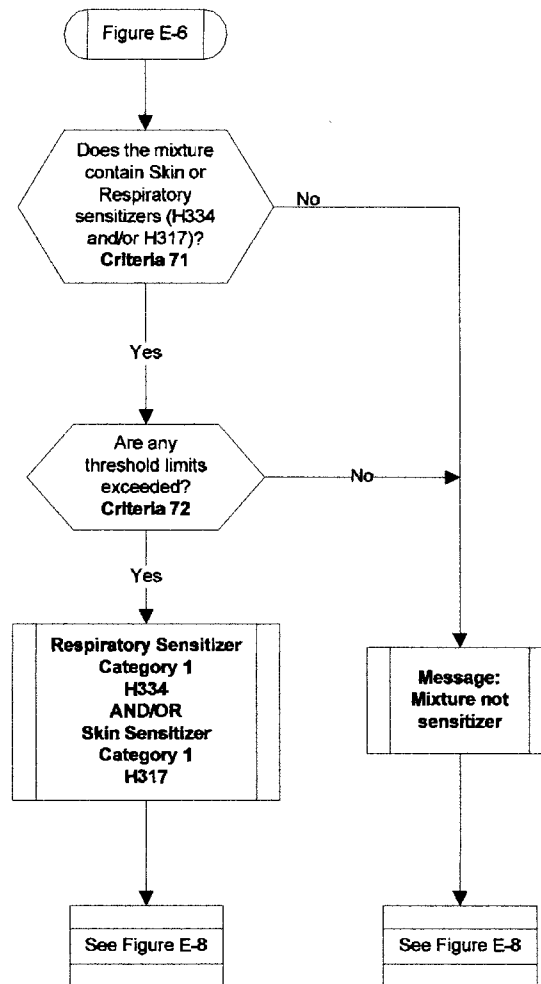 Figure E-6
Does the mixture
contain Skin or
Respiratory
sensitizers (H334
and/or H317)?
Criteria 71
No
Yes
Are any
threshold limits
exceeded?
Criteria 72
No
Yes
Respiratory Sensitizer
Category 1
H334
AND/OR
Skin Sensitizer
Category 1
H317
Message:
Mixture not
sensitizer
See Figure E-8
See Figure E-8